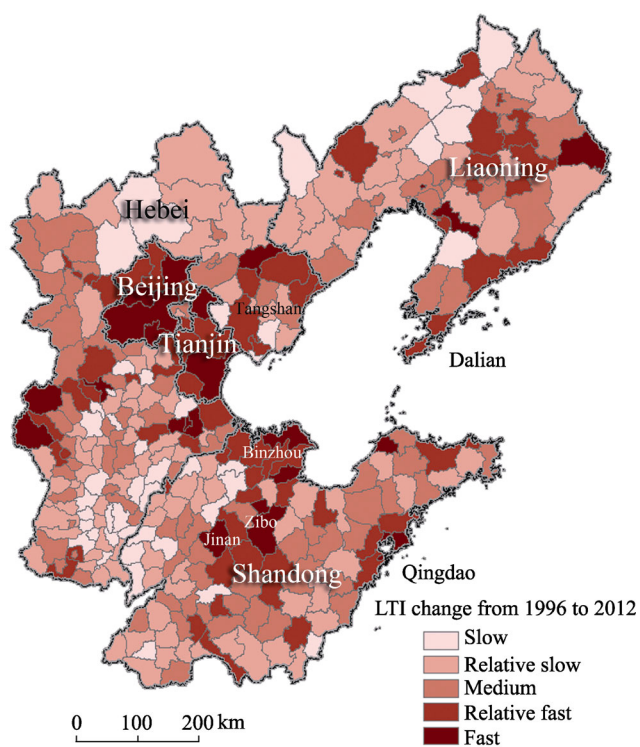 Liaoning
Hebei
Beijing
Tangshan
Tianjin
Dalian
Binzhou
Zibo
Jinan
Shandong
Qingdao
LTI change from 1996 to 2012
Slow
Relative slow
Medium
Relative fast
Fast
0 100 200 km